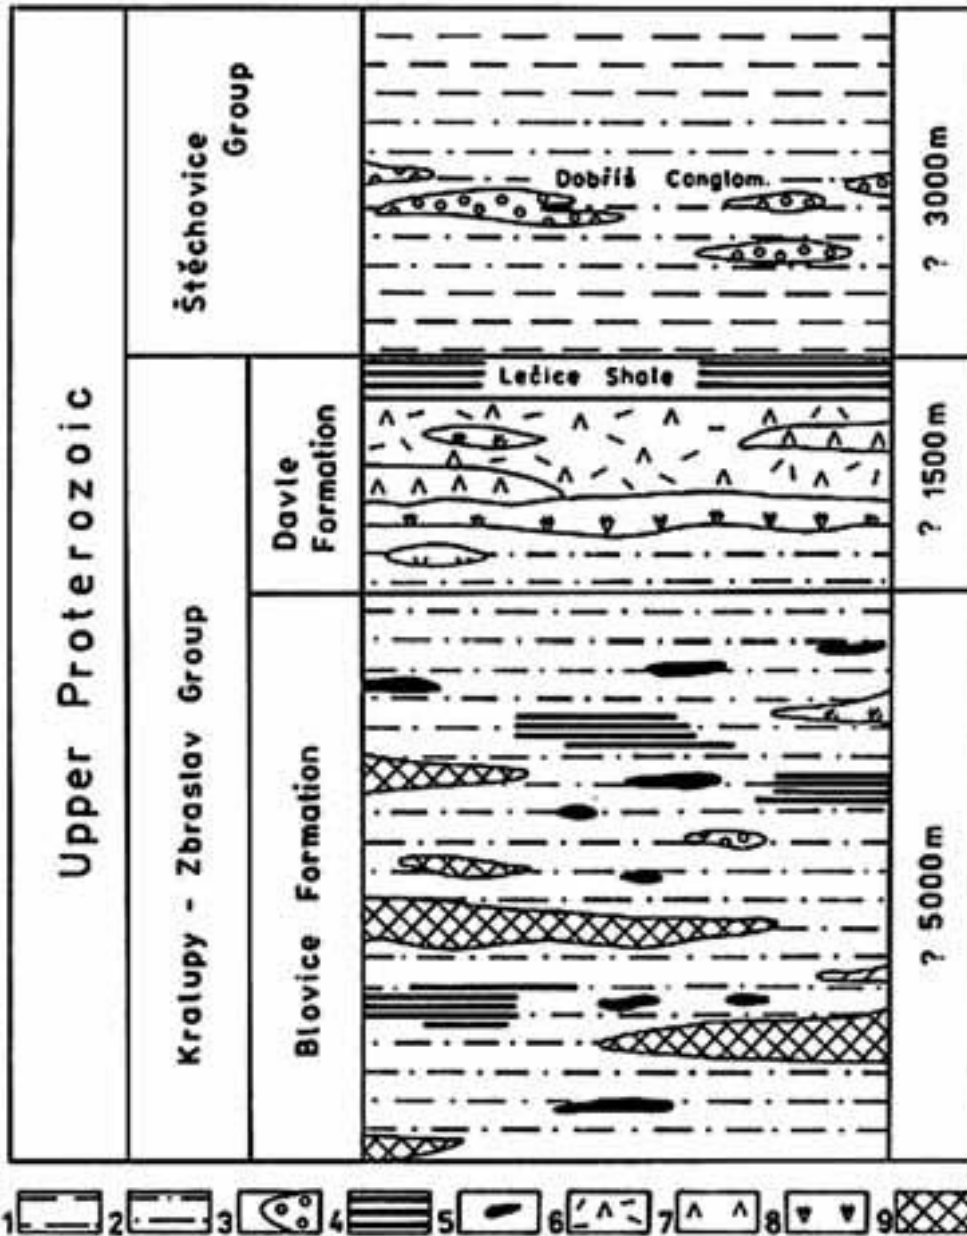 Upper Proterozoic
Štěchovice
Group
Kralupy - Zbraslav Group
Davle
Formation
Blovice Formation
Dobříš Conglom.
Lečice Shale
? 3000m
? 1500m
? 5000m
1 2 3 4 5 6 7 8 9